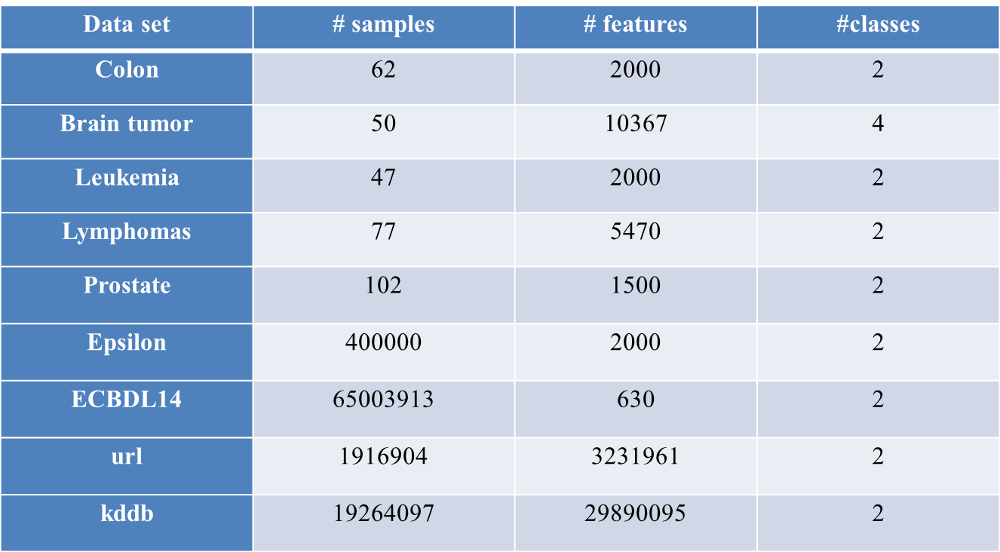 Data set # samples # features #classes
Colon 62 2000 2
Brain tumor 50 10367 4
Leukemia 47 2000 2
Lymphomas 77 5470 2
Prostate 102 1500 2
Epsilon 400000 2000 2
ECBDL14 65003913 630 2
url 1916904 3231961 2
kddb 19264097 29890095 2